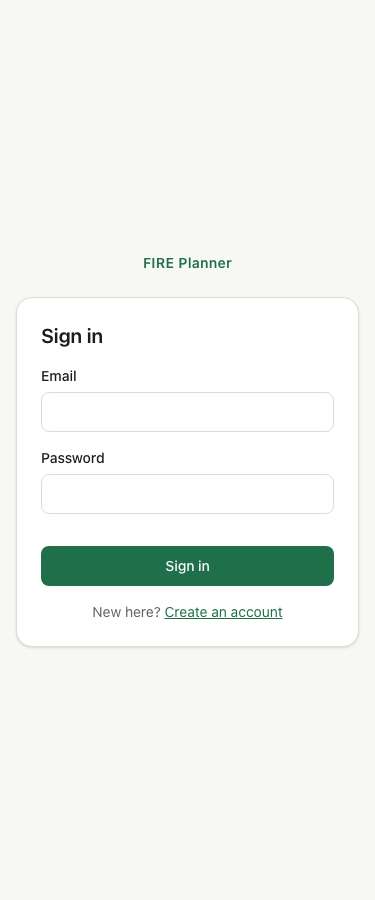 FIRE Planner
Sign in
Email
Password
Sign in
New here? Create an account